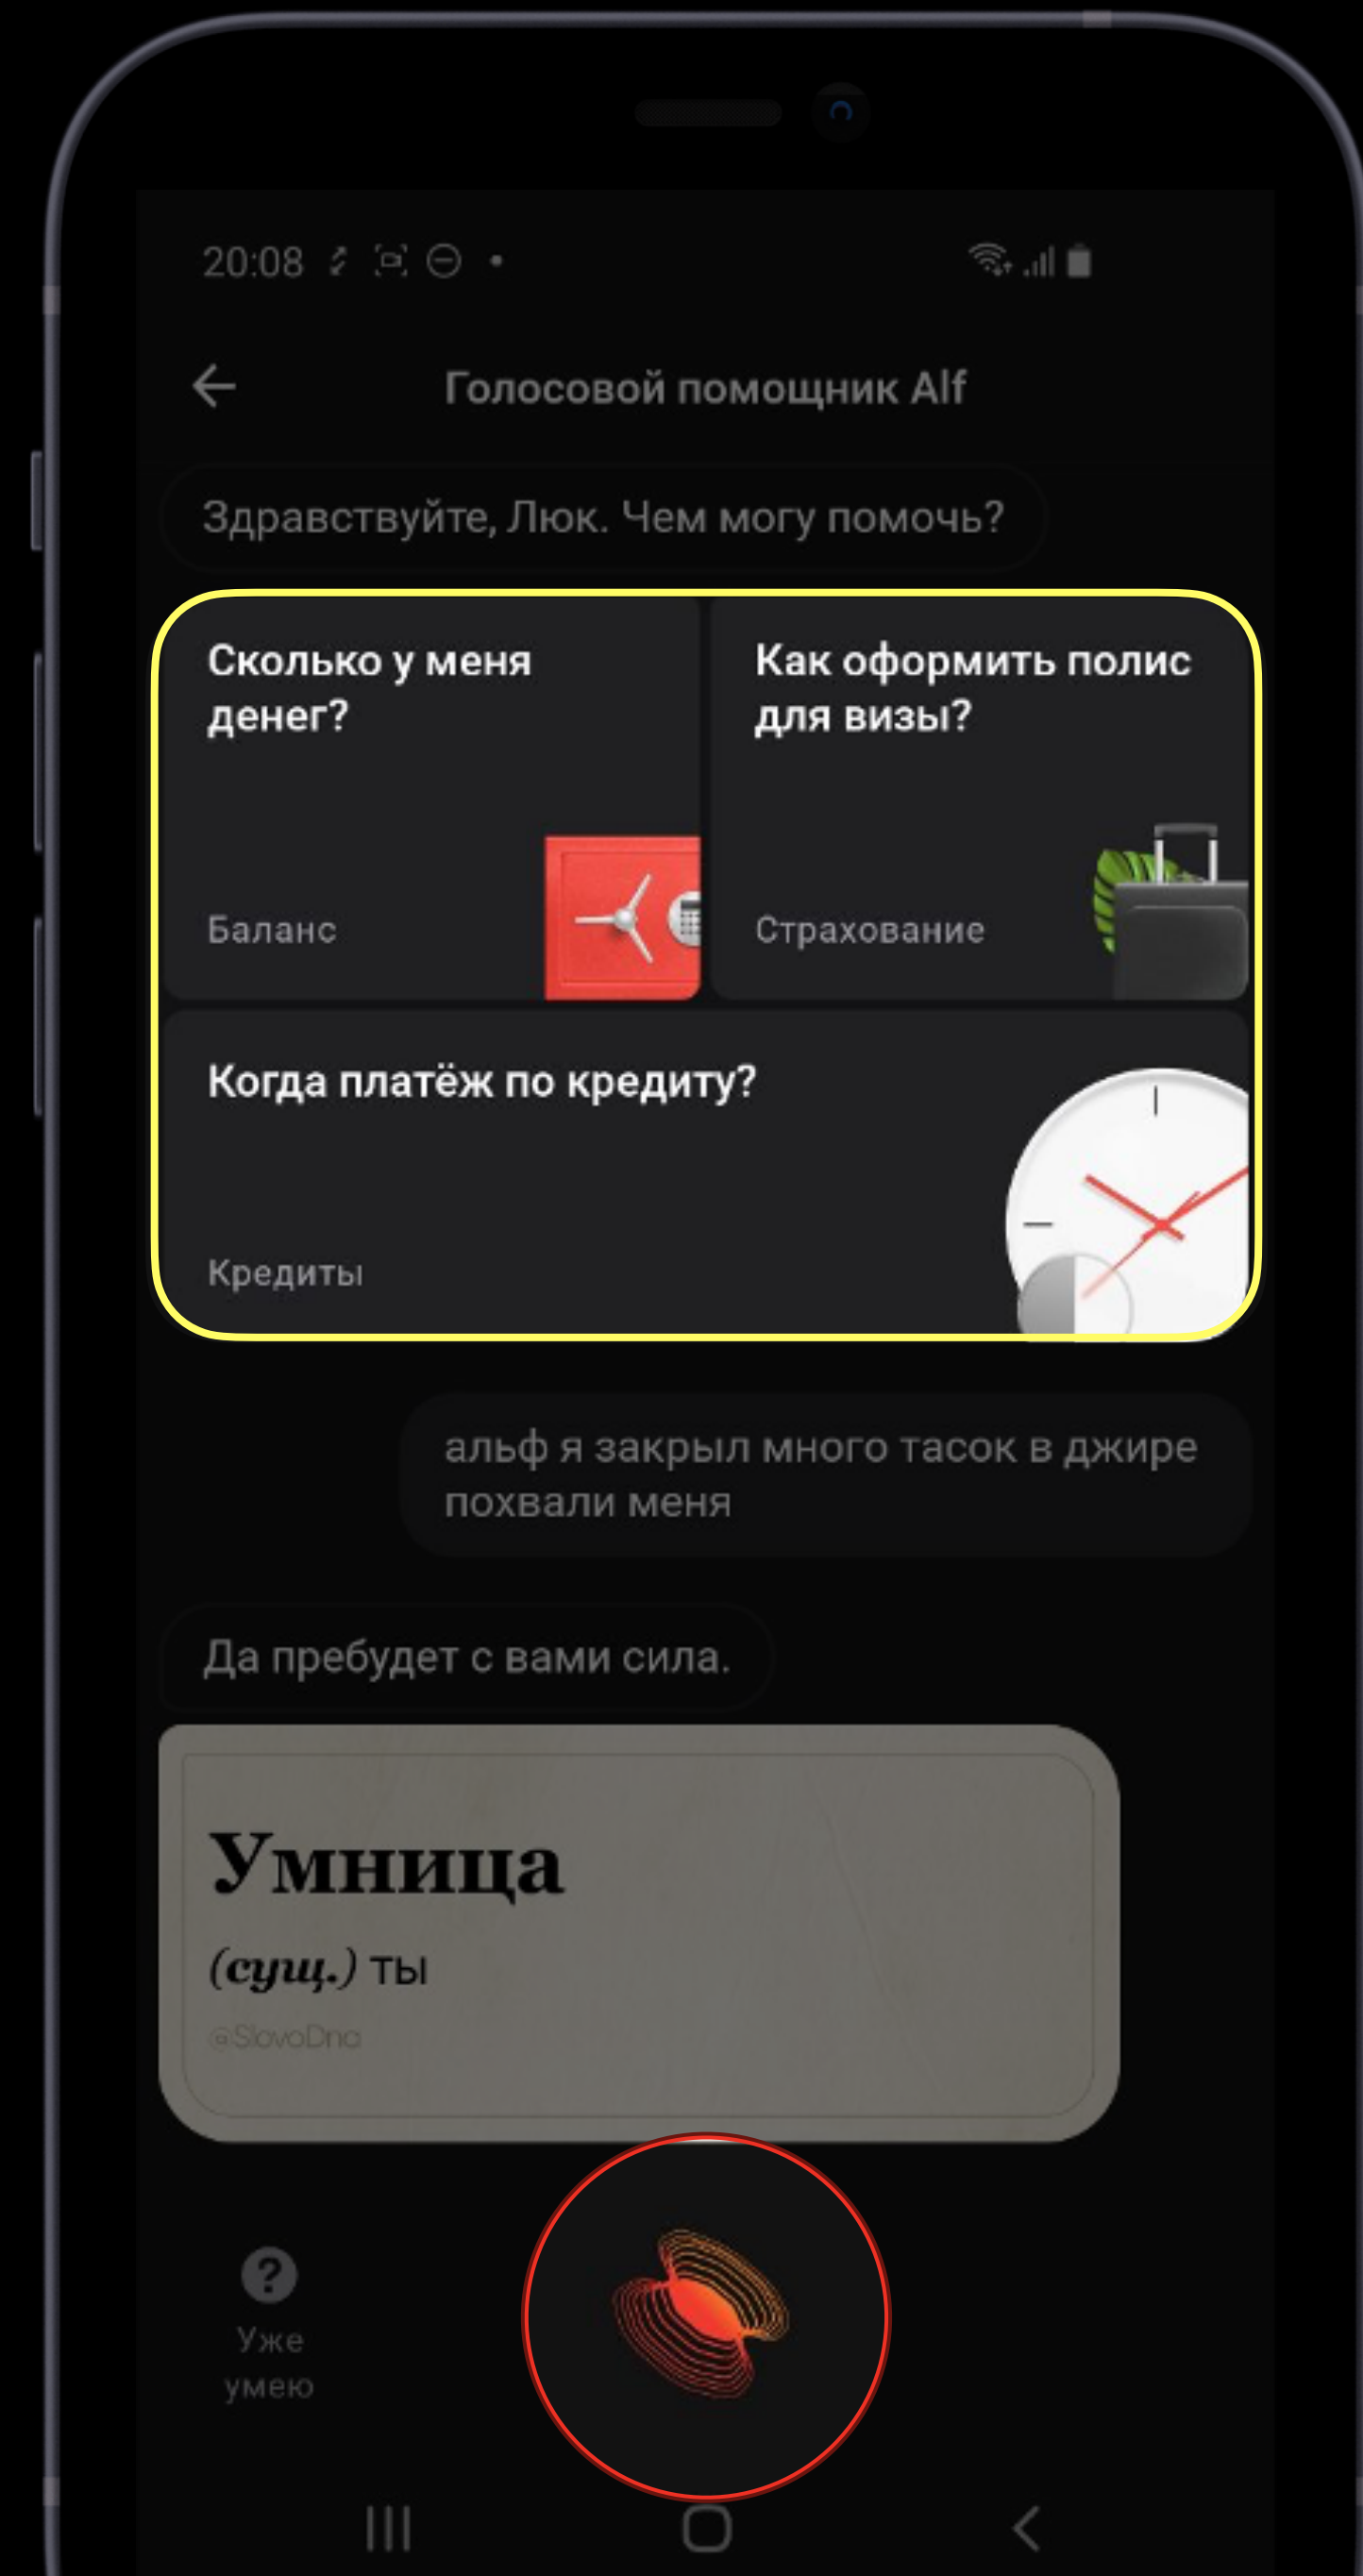 20:08
Голосовой помощник Alf
Здравствуйте, Люк. Чем могу помочь?
Сколько у меня
денег?
Баланс
Как оформить полис
для визы?
Страхование
Когда платёж по кредиту?
Кредиты
альф я закрыл много тасок в джире
похвали меня
Да пребудет с вами сила.
Умница
(сущ.) ты
@SlovoDna
?
Уже
умею